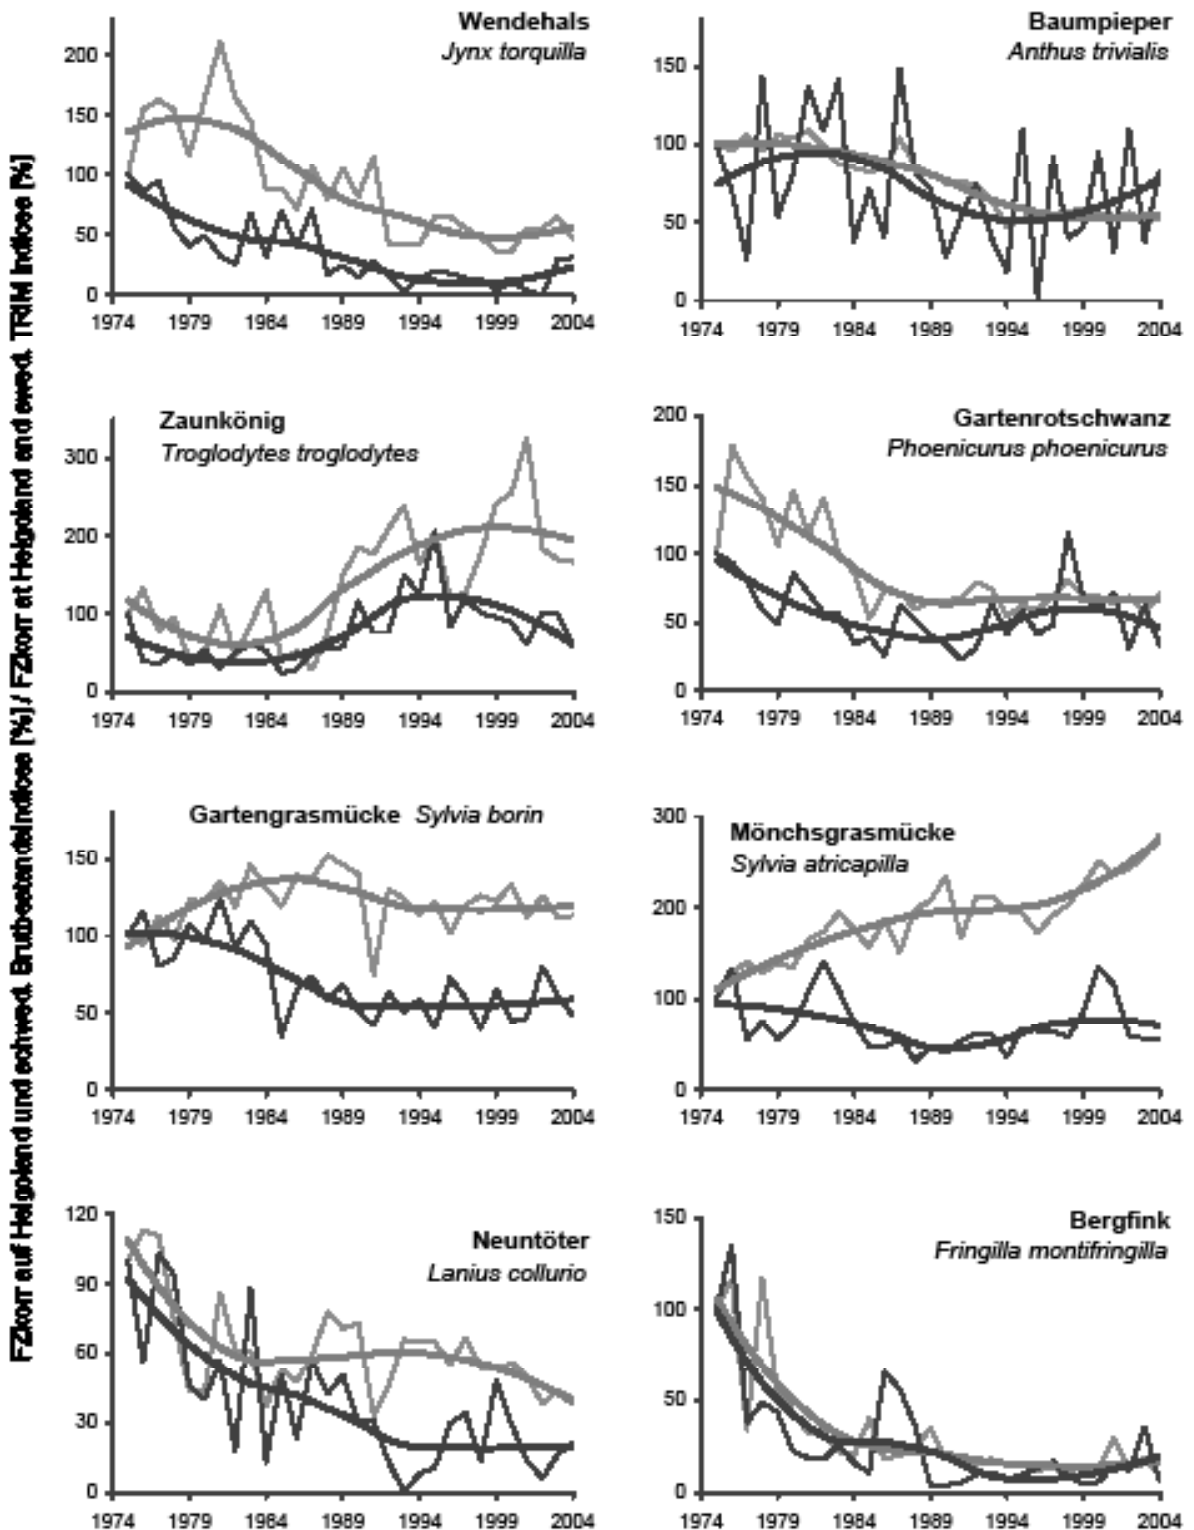 FZkorr auf Helgoland und schwed. Brutbestandsindices [%] / FZkorr at Helgoland and swed. TRIM indices [%]
Wendehals
Jynx torquilla
200
150
100
50
0
1974 1979 1984 1989 1994 1999 2004
Baumpieper
Anthus trivialis
150
100
50
0
1974 1979 1984 1989 1994 1999 2004
Zaunkönig
Troglodytes troglodytes
300
200
100
0
1974 1979 1984 1989 1994 1999 2004
Gartenrotschwanz
Phoenicurus phoenicurus
200
150
100
50
0
1974 1979 1984 1989 1994 1999 2004
Gartengrasmücke Sylvia borin
150
100
50
0
1974 1979 1984 1989 1994 1999 2004
Mönchsgrasmücke
Sylvia atricapilla
300
200
100
0
1974 1979 1984 1989 1994 1999 2004
Neuntöter
Lanius collurio
120
90
60
30
0
1974 1979 1984 1989 1994 1999 2004
Bergfink
Fringilla montifringilla
150
100
50
0
1974 1979 1984 1989 1994 1999 2004